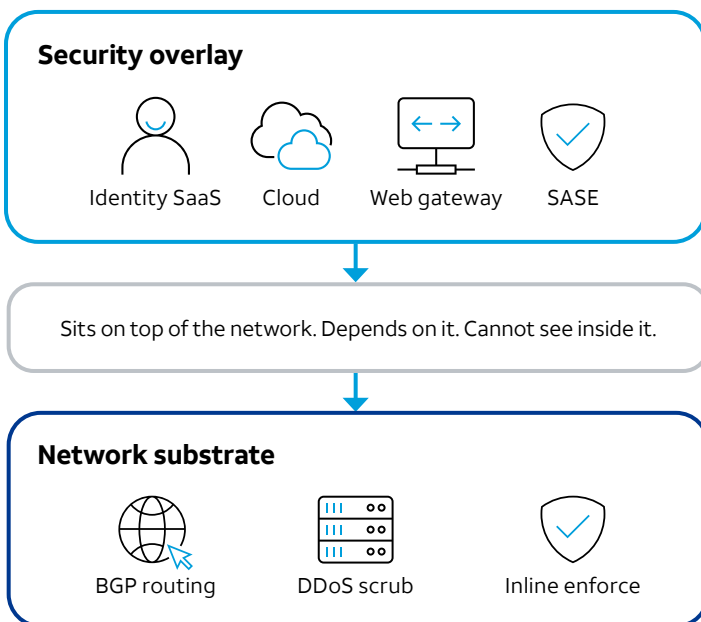 Security overlay
Identity SaaS
Cloud
Web gateway
SASE
Sits on top of the network. Depends on it. Cannot see inside it.
Network substrate
BGP routing
DDoS scrub
Inline enforce